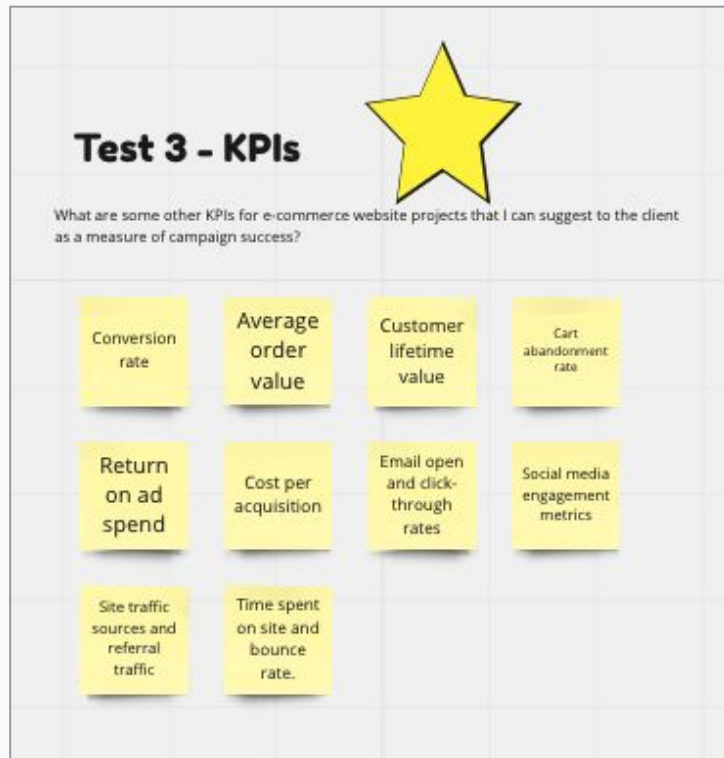 Test 3 - KPIs
What are some other KPIs for e-commerce website projects that I can suggest to the client
as a measure of campaign success?
Conversion
rate
Average
order
value
Customer
lifetime
value
Cart
abandonment
rate
Return
on ad
spend
Cost per
acquisition
Email open
and click-
through
rates
Social media
engagement
metrics
Site traffic
sources and
referral
traffic
Time spent
on site and
bounce
rate.